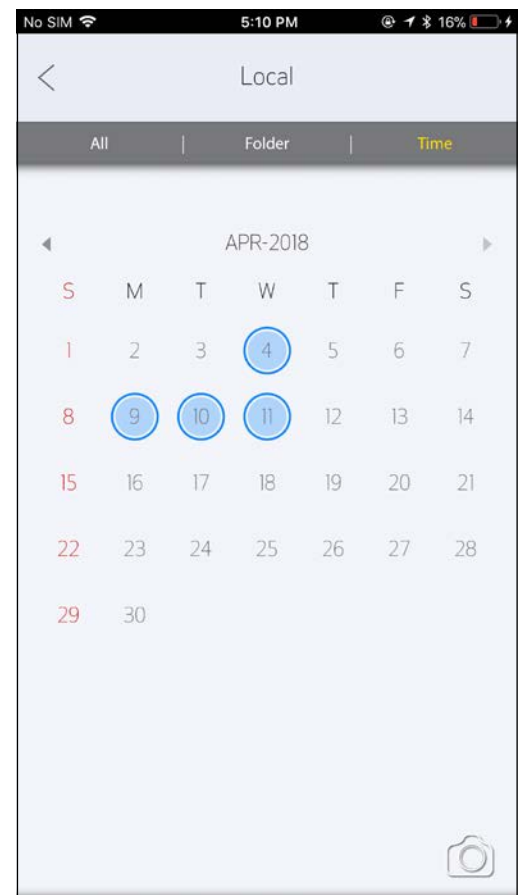 No SIM 5:10 PM 16%
Local
All | Folder | Time
APR-2018
S M T W T F S
1 2 3 4 5 6 7
8 9 10 11 12 13 14
15 16 17 18 19 20 21
22 23 24 25 26 27 28
29 30